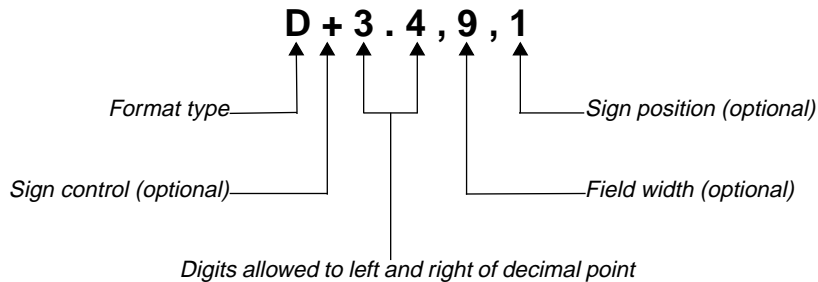 D + 3 . 4 , 9 , 1
Format type
Sign position (optional)
Sign control (optional)
Field width (optional)
Digits allowed to left and right of decimal point